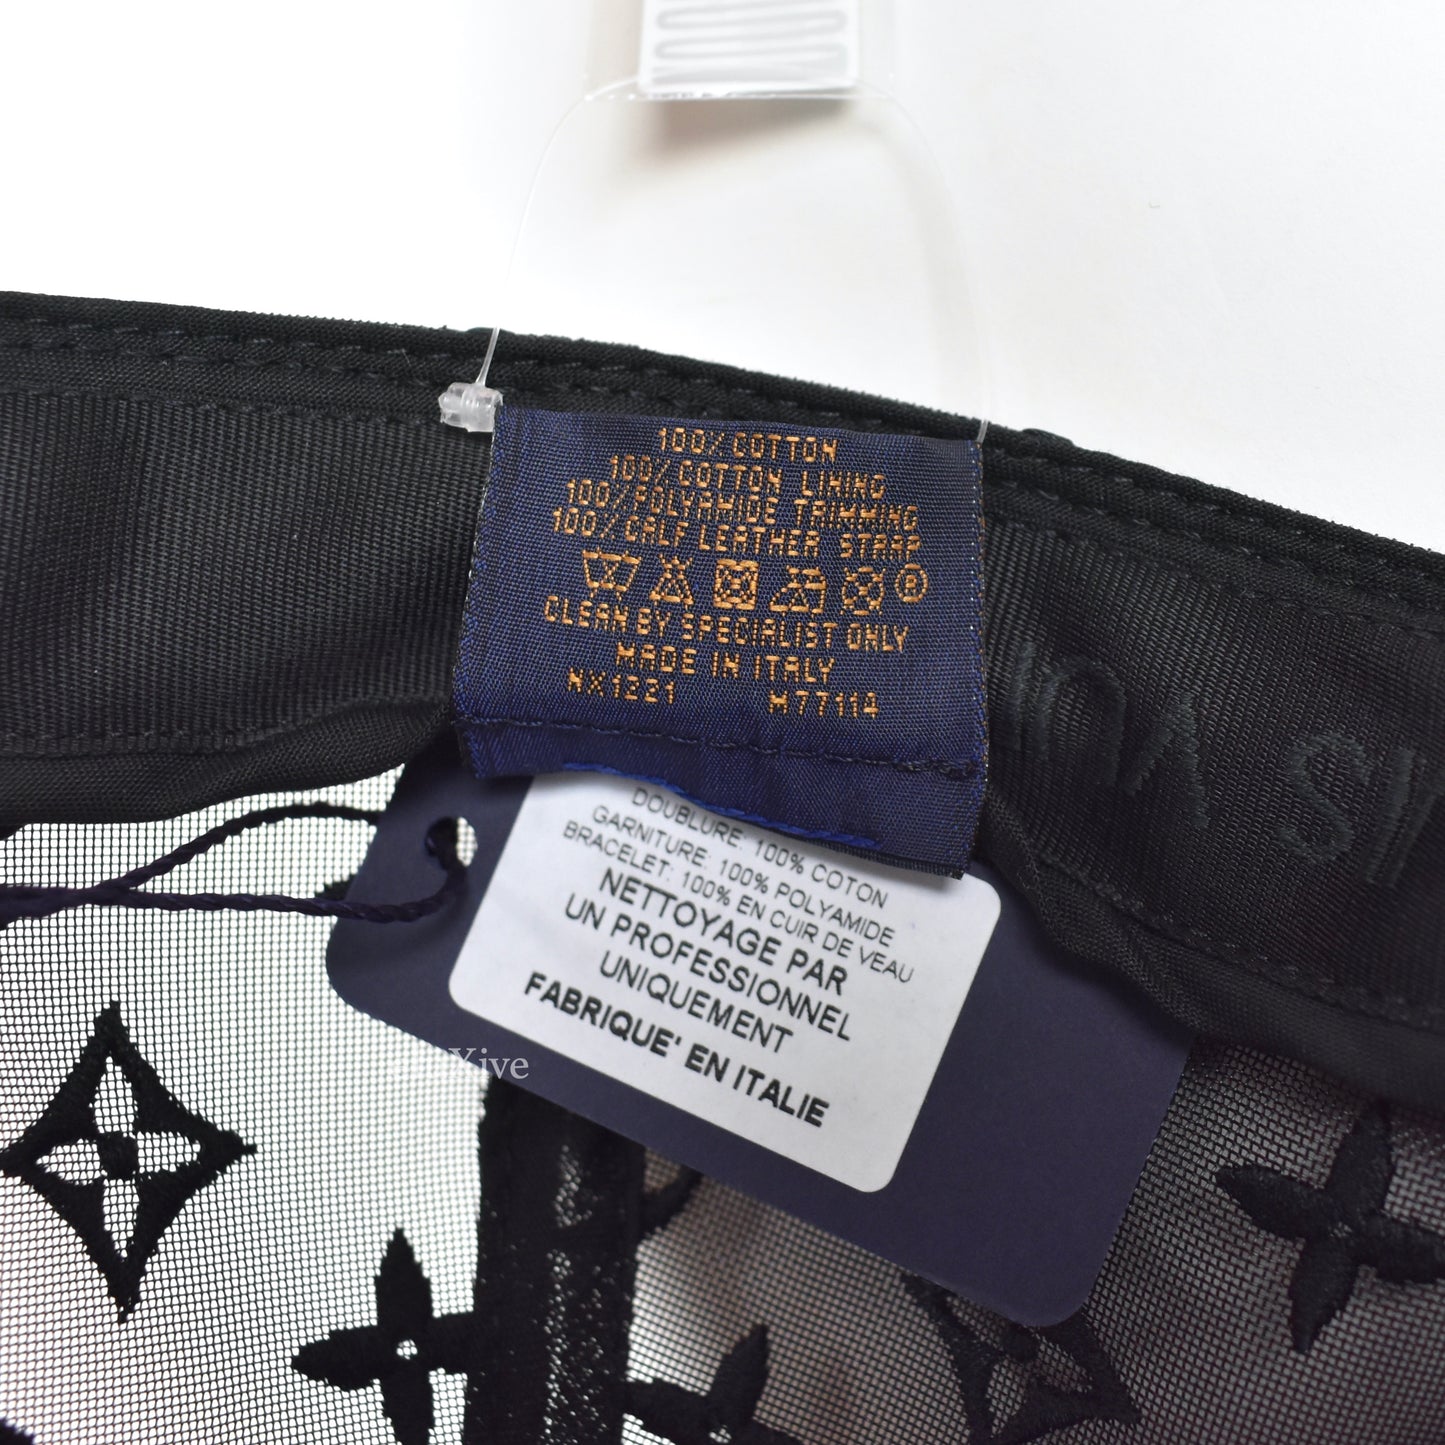 100% COTTON
100% COTTON LINING
100% POLYAMIDE TRIMMING
100% CALF LEATHER STRAP
P
CLEAN BY SPECIALIST ONLY
MADE IN ITALY
NX1221 M77114
DOUBLURE: 100% COTON
GARNITURE: 100% POLYAMIDE
BRACELET: 100% EN CUIR DE VEAU
NETTOYAGE PAR
UN PROFESSIONNEL
UNIQUEMENT
FABRIQUE' EN ITALIE